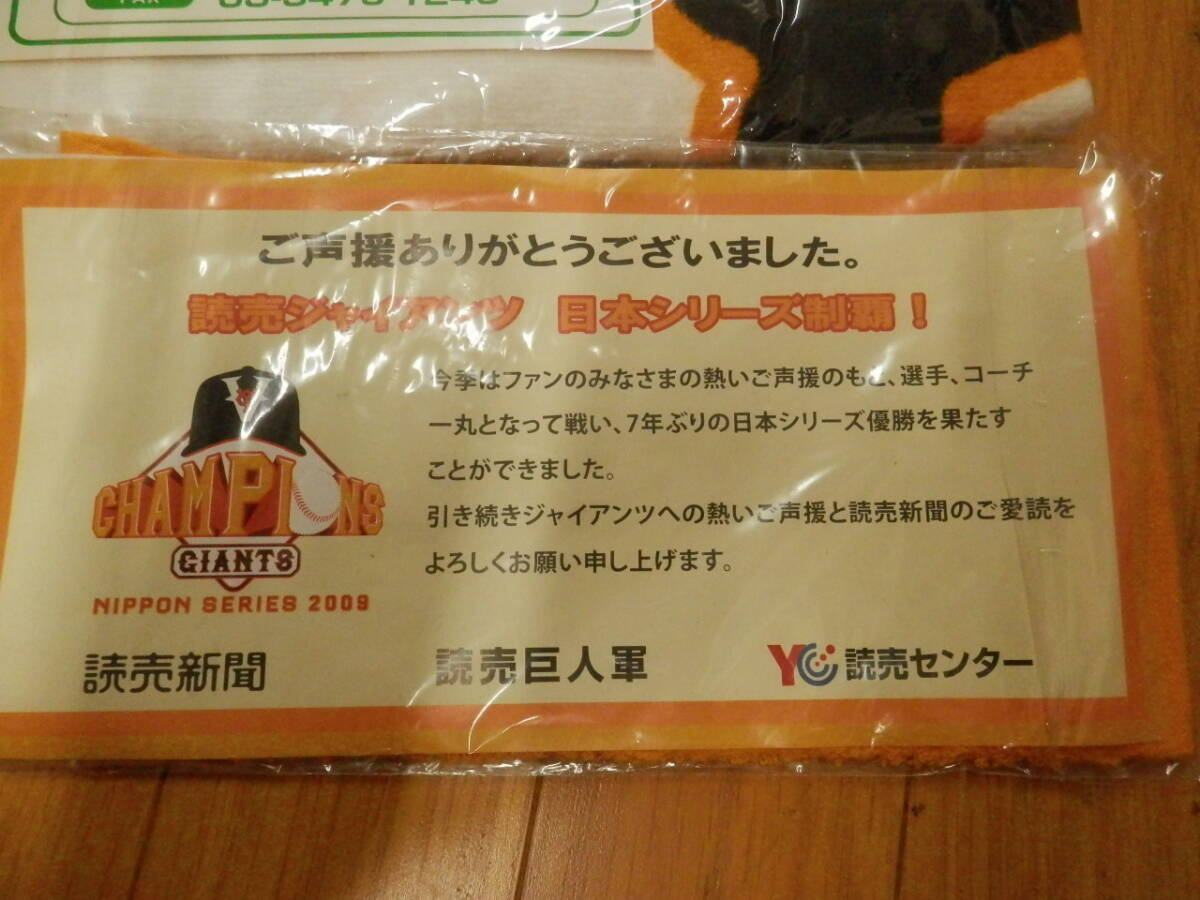 FAX
ご声援ありがとうございました。
読売ジャイアンツ 日本シリーズ制覇!
今季はファンのみなさまの熱いご声援のもと、選手、コーチ
一丸となって戦い、7年ぶりの日本シリーズ優勝を果たす
ことができました。
引き続きジャイアンツへの熱いご声援と読売新聞のご愛読を
よろしくお願い申し上げます。
CHAMPIONS
GIANTS
NIPPON SERIES 2009
読売新聞
読売巨人軍
YC 読売センター